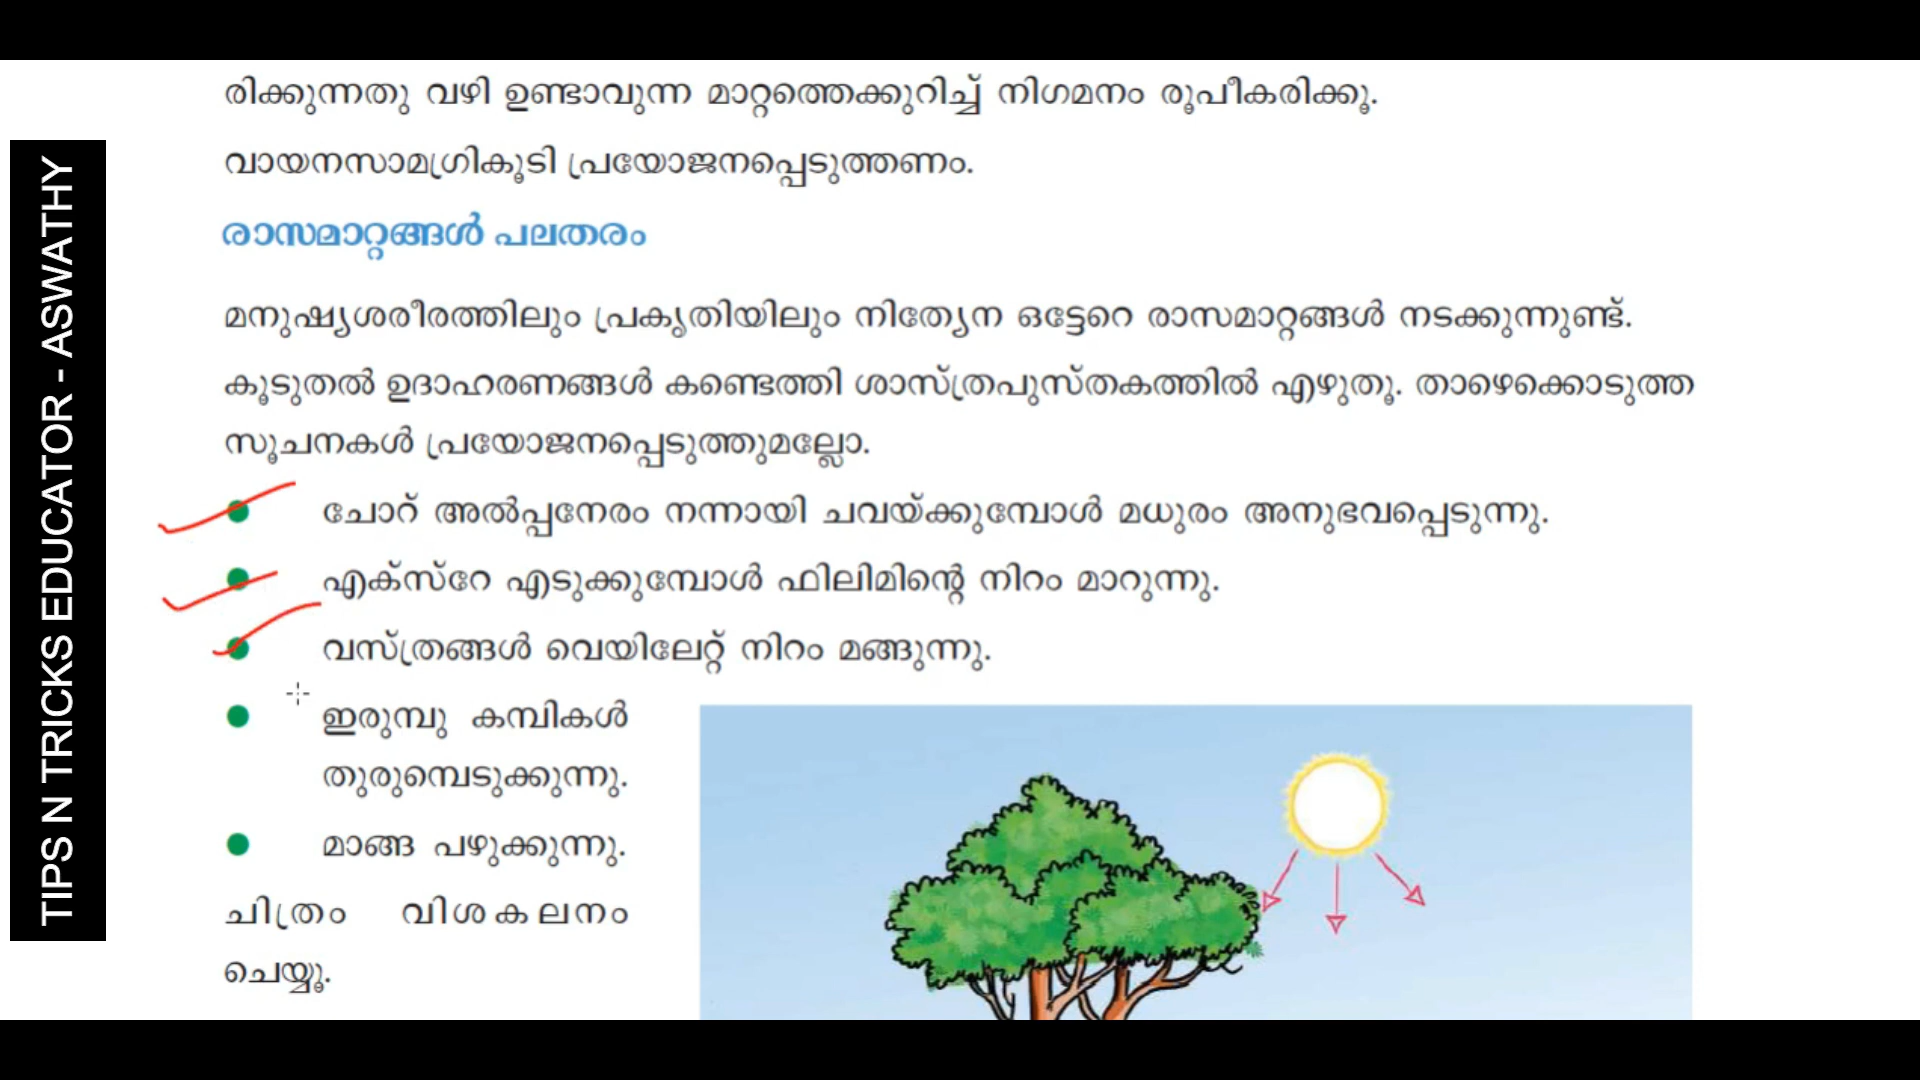 TIPS N TRICKS EDUCATOR - ASWATHY
രിക്കുന്നതു വഴി ഉണ്ടാവുന്ന മാറ്റത്തെക്കുറിച്ച് നിഗമനം രൂപീകരിക്കൂ.
വായനസാമഗ്രികൂടി പ്രയോജനപ്പെടുത്തണം.
രാസമാറ്റങ്ങൾ പലതരം
മനുഷ്യശരീരത്തിലും പ്രകൃതിയിലും നിത്യേന ഒട്ടേറെ രാസമാറ്റങ്ങൾ നടക്കുന്നുണ്ട്.
കൂടുതൽ ഉദാഹരണങ്ങൾ കണ്ടെത്തി ശാസ്ത്രപുസ്തകത്തിൽ എഴുതൂ. താഴെക്കൊടുത്ത
സൂചനകൾ പ്രയോജനപ്പെടുത്തുമല്ലോ.
ചോറ് അൽപ്പനേരം നന്നായി ചവയ്ക്കുമ്പോൾ മധുരം അനുഭവപ്പെടുന്നു.
എക്സ്റേ എടുക്കുമ്പോൾ ഫിലിമിന്റെ നിറം മാറുന്നു.
വസ്ത്രങ്ങൾ വെയിലേറ്റ് നിറം മങ്ങുന്നു.
ഇരുമ്പു കമ്പികൾ
തുരുമ്പെടുക്കുന്നു.
മാങ്ങ പഴുക്കുന്നു.
ചിത്രം വിശകലനം
ചെയ്യൂ.